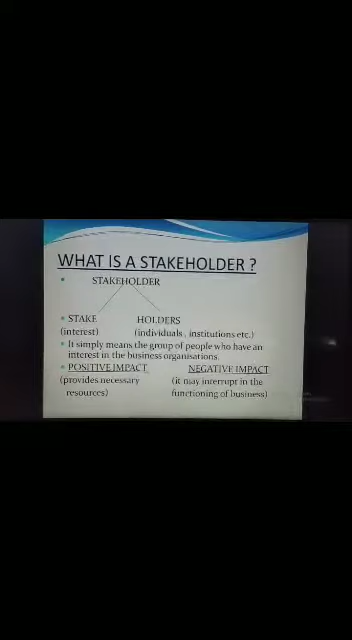 WHAT IS A STAKEHOLDER ?
STAKEHOLDER
STAKE HOLDERS
(interest) (individuals , institutions etc.)
It simply means the group of people who have an
interest in the business organisations.
POSITIVE IMPACT NEGATIVE IMPACT
(provides necessary (it may interrupt in the
resources) functioning of business)